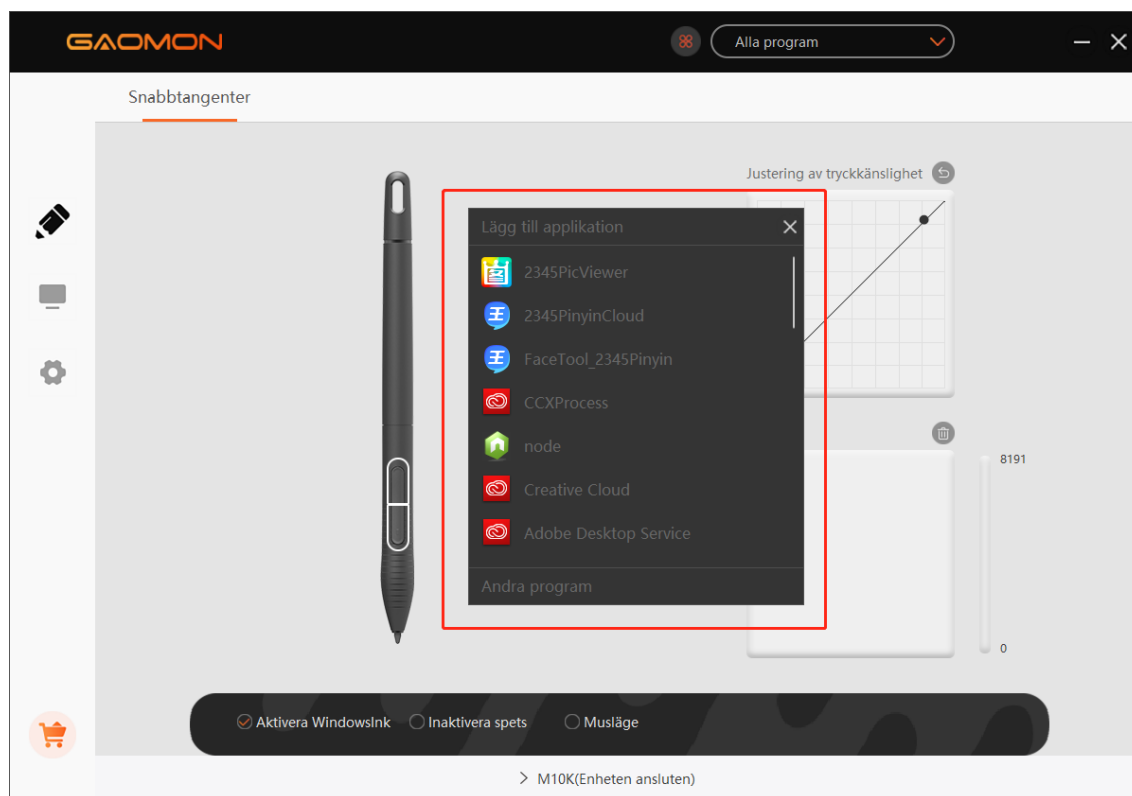 GAOMON
Alla program
Snabbtangenter
Justering av tryckkänslighet
Lägg till applikation
2345PicViewer
2345PinyinCloud
FaceTool_2345Pinyin
CCXProcess
node
Creative Cloud
Adobe Desktop Service
Andra program
8191
0
Aktivera WindowsInk
Inaktivera spets
Musläge
M10K(Enheten ansluten)